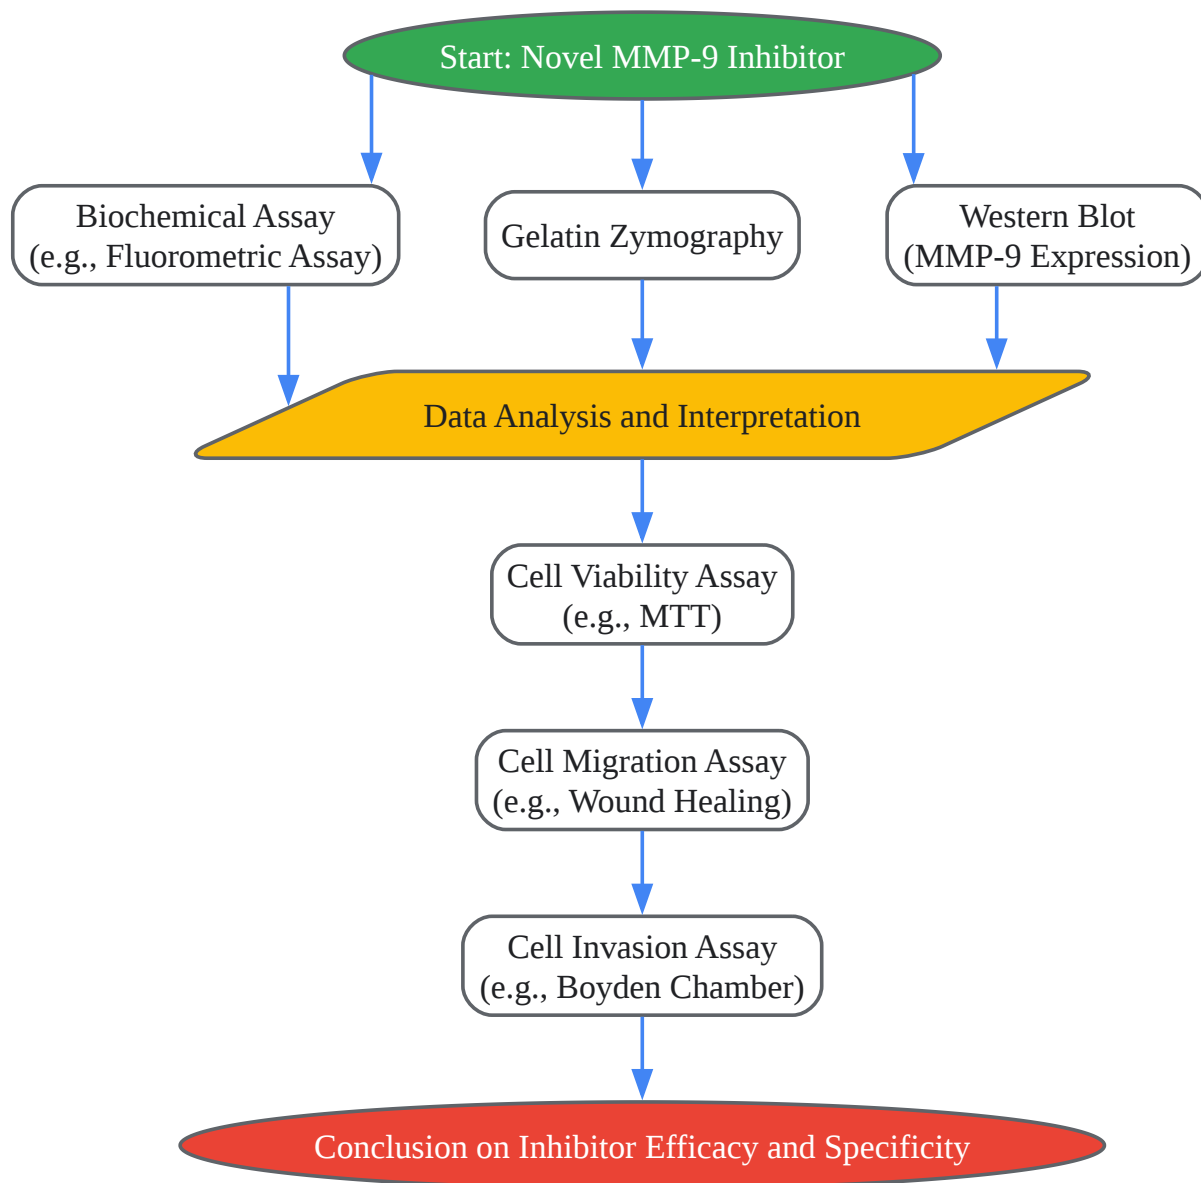 Start: Novel MMP-9 Inhibitor
Biochemical Assay
(e.g., Fluorometric Assay)
Gelatin Zymography
Western Blot
(MMP-9 Expression)
Data Analysis and Interpretation
Cell Viability Assay
(e.g., MTT)
Cell Migration Assay
(e.g., Wound Healing)
Cell Invasion Assay
(e.g., Boyden Chamber)
Conclusion on Inhibitor Efficacy and Specificity